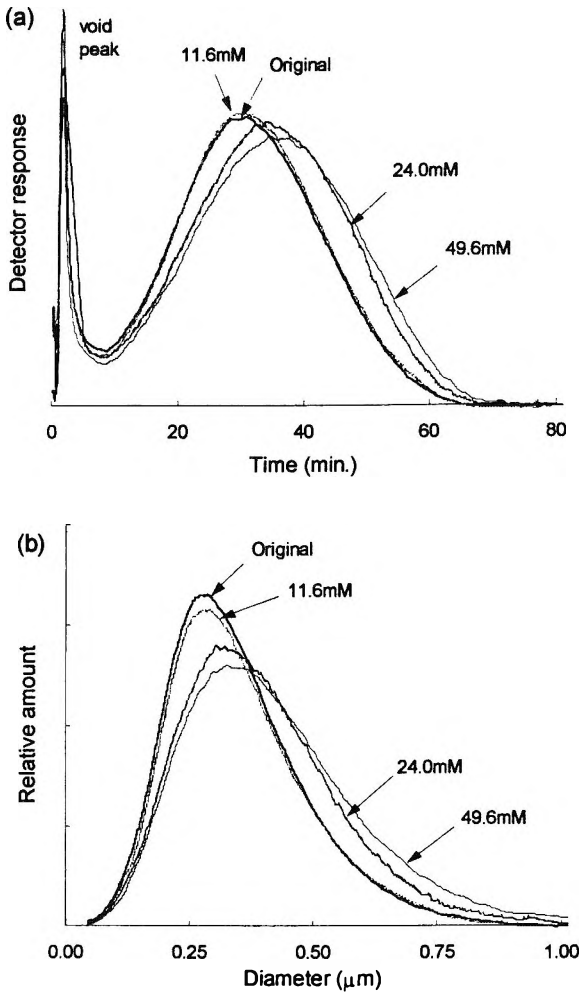 (a)
void
peak
11.6mM
Original
24.0mM
49.6mM
Detector response
0
20
40
60
80
Time (min.)
(b)
Original
11.6mM
24.0mM
49.6mM
Relative amount
0.00
0.25
0.50
0.75
1.00
Diameter (μm)